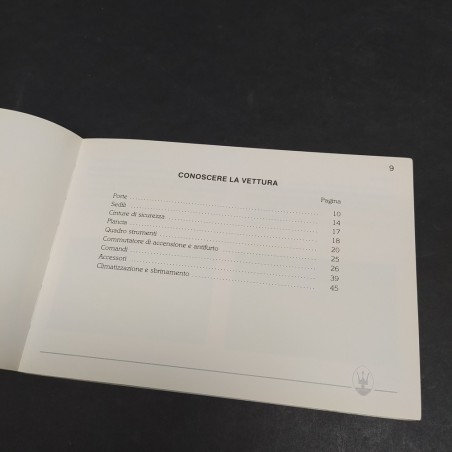 9
CONOSCERE LA VETTURA
Pagina
Porte 10
Sedili 14
Cinture di sicurezza 17
Plancia 18
Quadro strumenti 20
Commutatore di accensione e antifurto 25
Comandi 26
Accessori 39
Climatizzazione e sbrinamento 45